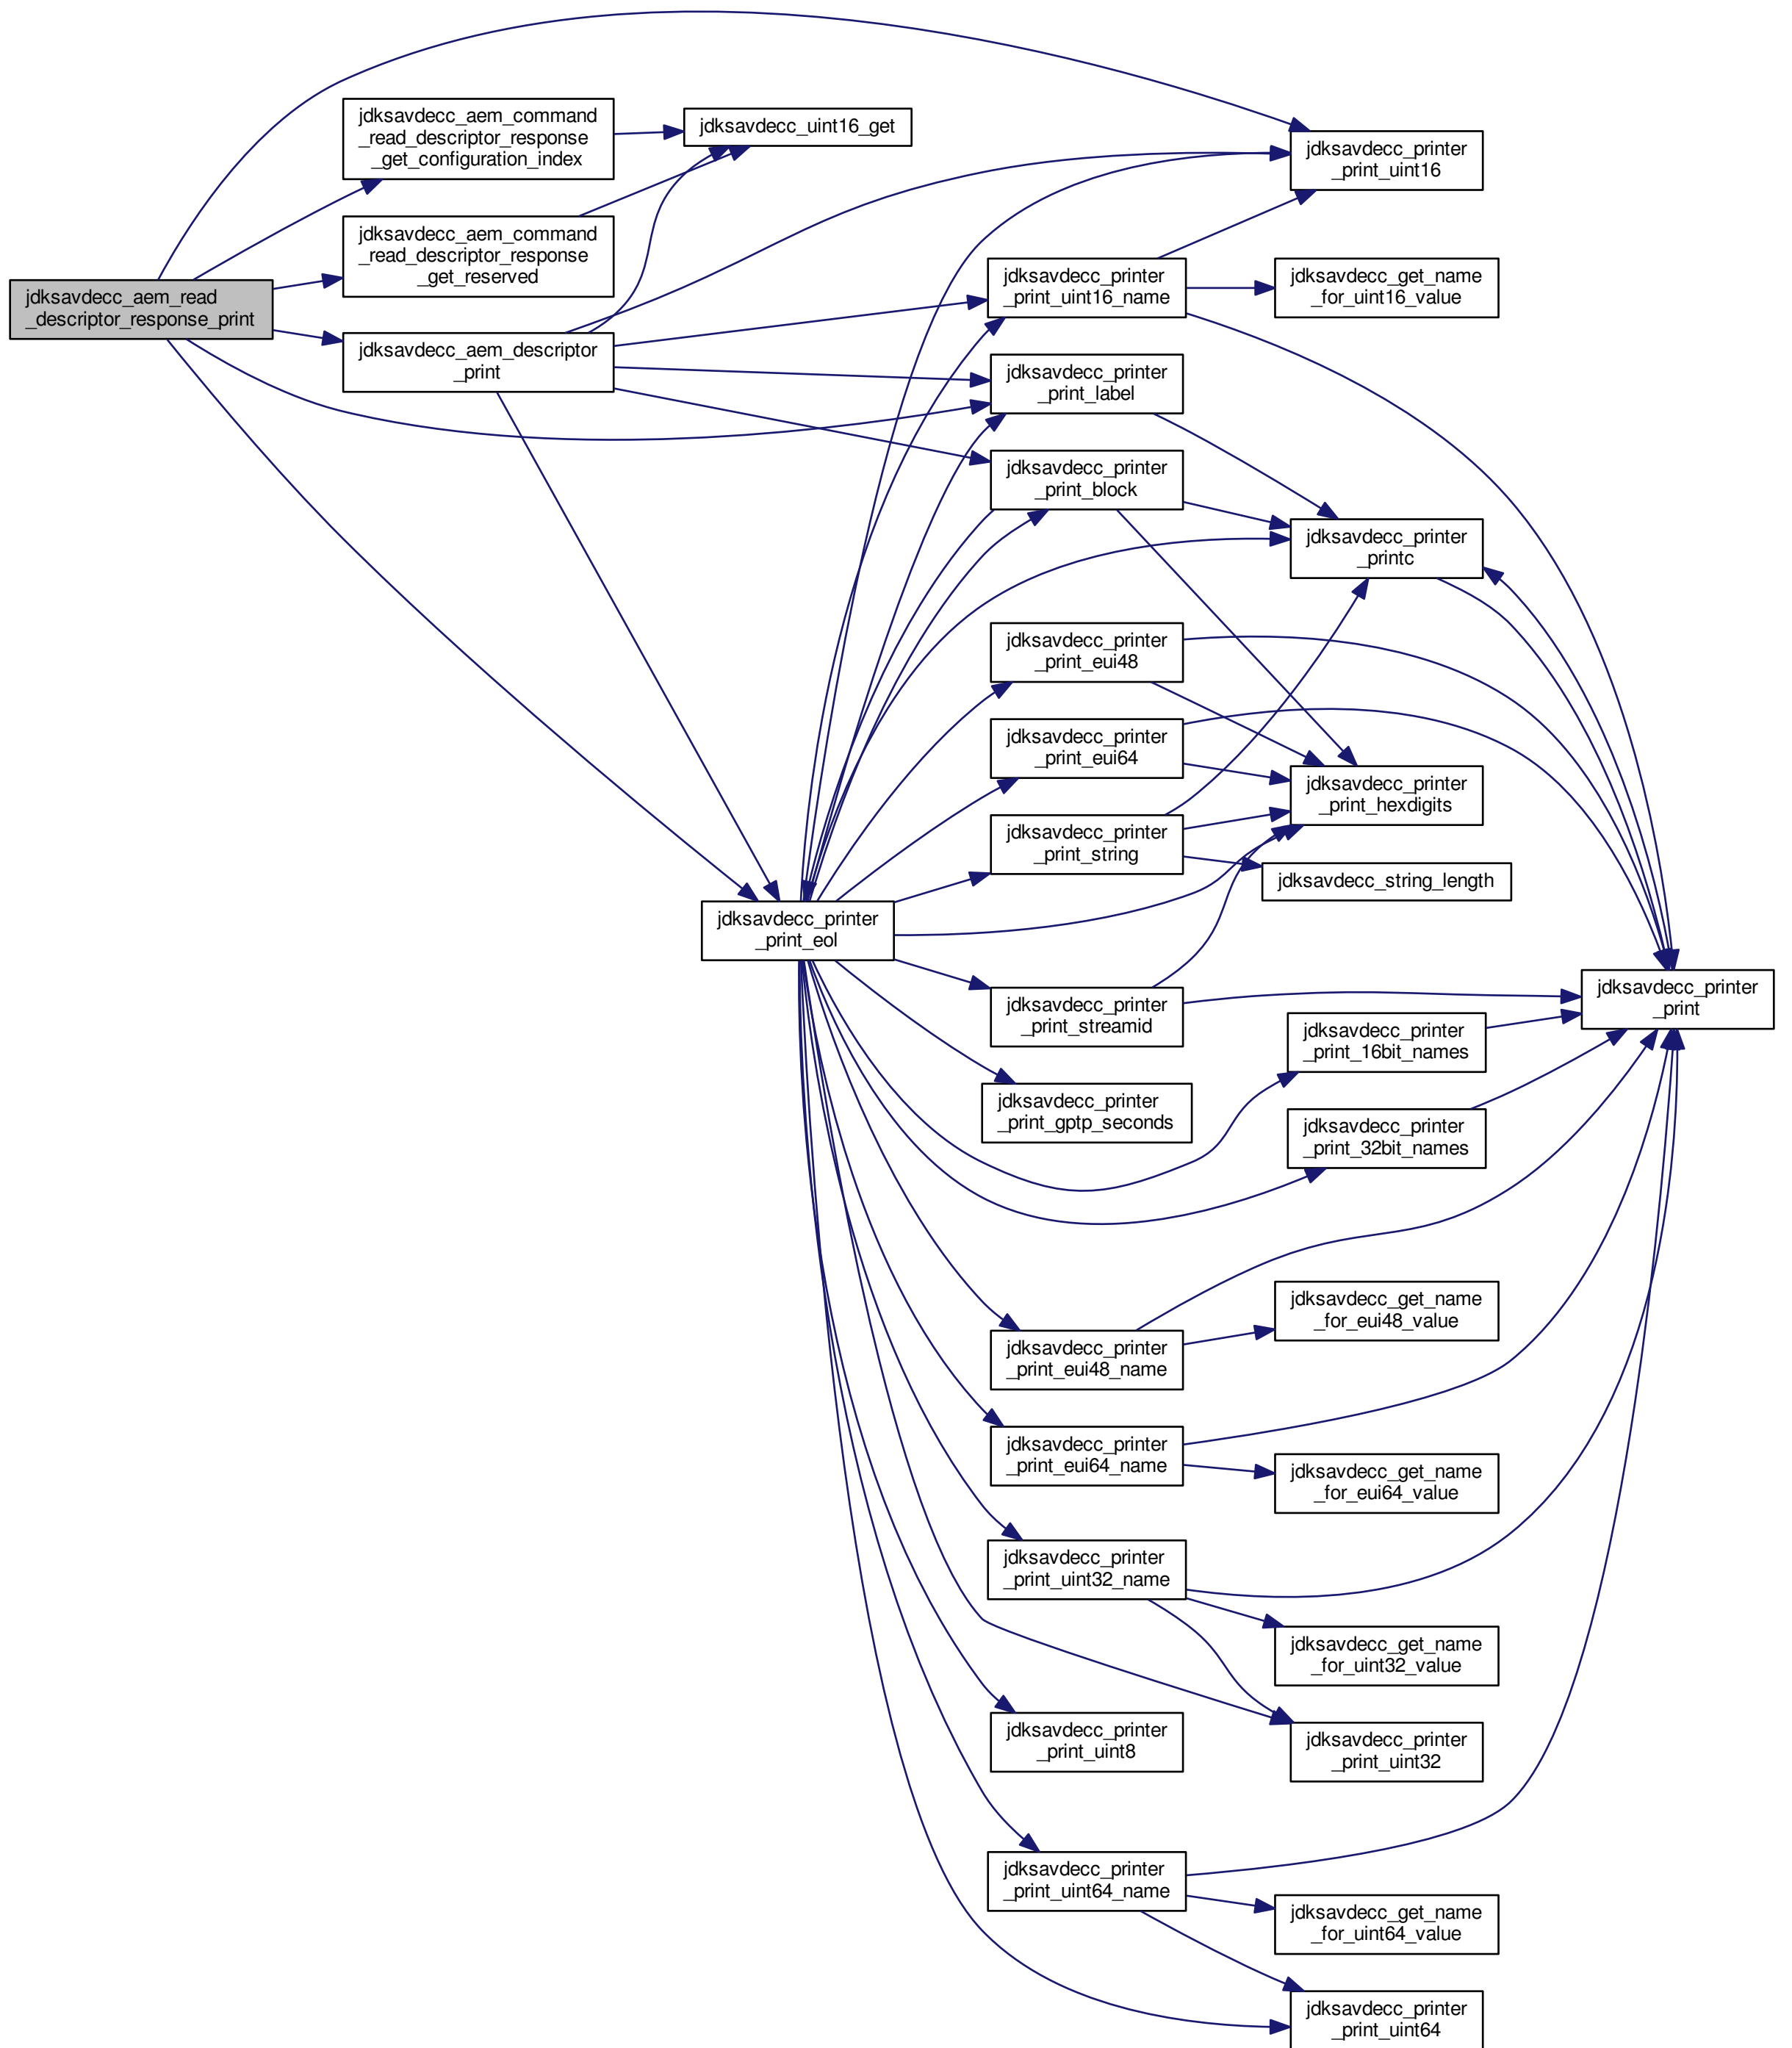 jdksavdecc_aem_read
_descriptor_response_print
jdksavdecc_aem_command
_read_descriptor_response
_get_configuration_index
jdksavdecc_aem_command
_read_descriptor_response
_get_reserved
jdksavdecc_aem_descriptor
_print
jdksavdecc_uint16_get
jdksavdecc_printer
_print_eol
jdksavdecc_printer
_print_uint16_name
jdksavdecc_printer
_print_label
jdksavdecc_printer
_print_block
jdksavdecc_printer
_print_eui48
jdksavdecc_printer
_print_eui64
jdksavdecc_printer
_print_string
jdksavdecc_printer
_print_streamid
jdksavdecc_printer
_print_gptp_seconds
jdksavdecc_printer
_print_eui48_name
jdksavdecc_printer
_print_eui64_name
jdksavdecc_printer
_print_uint32_name
jdksavdecc_printer
_print_uint8
jdksavdecc_printer
_print_uint64_name
jdksavdecc_printer
_print_uint16
jdksavdecc_get_name
_for_uint16_value
jdksavdecc_printer
_printc
jdksavdecc_printer
_print_hexdigits
jdksavdecc_string_length
jdksavdecc_printer
_print_16bit_names
jdksavdecc_printer
_print_32bit_names
jdksavdecc_get_name
_for_eui48_value
jdksavdecc_get_name
_for_eui64_value
jdksavdecc_get_name
_for_uint32_value
jdksavdecc_printer
_print_uint32
jdksavdecc_get_name
_for_uint64_value
jdksavdecc_printer
_print_uint64
jdksavdecc_printer
_print